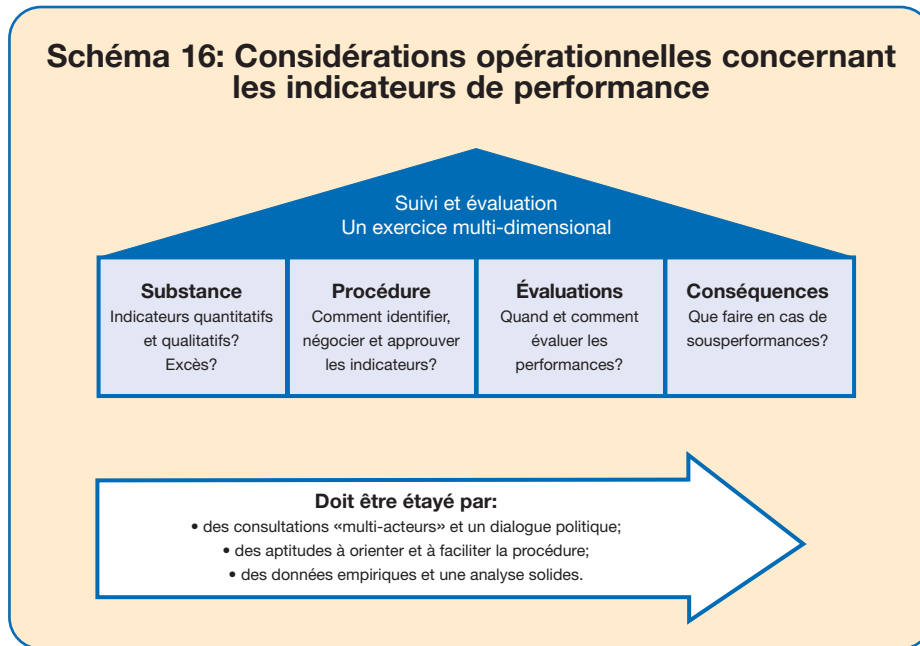 Schéma 16: Considérations opérationnelles concernant
les indicateurs de performance
Suivi et évaluation
Un exercice multi-dimensional
Substance
Indicateurs quantitatifs
et qualitatifs?
Excès?
Procédure
Comment identifier,
négocier et approuver
les indicateurs?
Évaluations
Quand et comment
évaluer les
performances?
Conséquences
Que faire en cas de
sousperformances?
Doit être étayé par:
• des consultations «multi-acteurs» et un dialogue politique;
• des aptitudes à orienter et à faciliter la procédure;
• des données empiriques et une analyse solides.